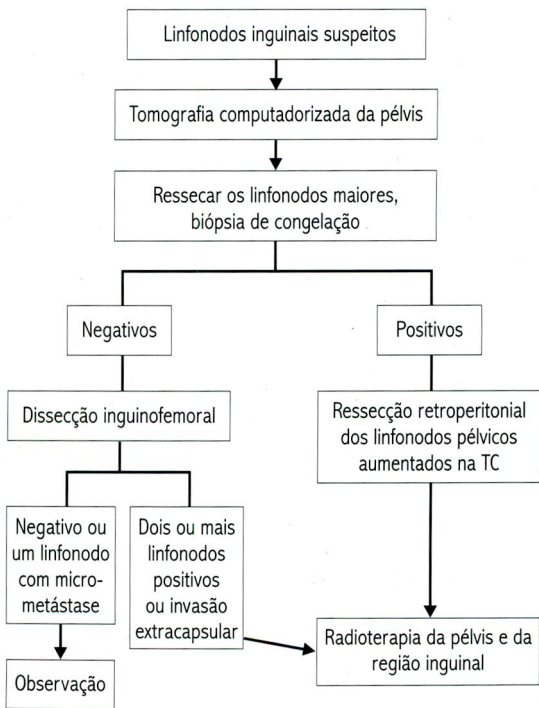 Linfonodos inguinais suspeitos
Tomografia computadorizada da pélvis
Ressecar os linfonodos maiores,
biópsia de congelação
Negativos
Positivos
Dissecção inguinofemoral
Ressecção retroperitonial
dos linfonodos pélvicos
aumentados na TC
Negativo ou
um linfonodo
com micro-
metástase
Dois ou mais
linfonodos
positivos
ou invasão
extracapsular
Observação
Radioterapia da pélvis e da
região inguinal